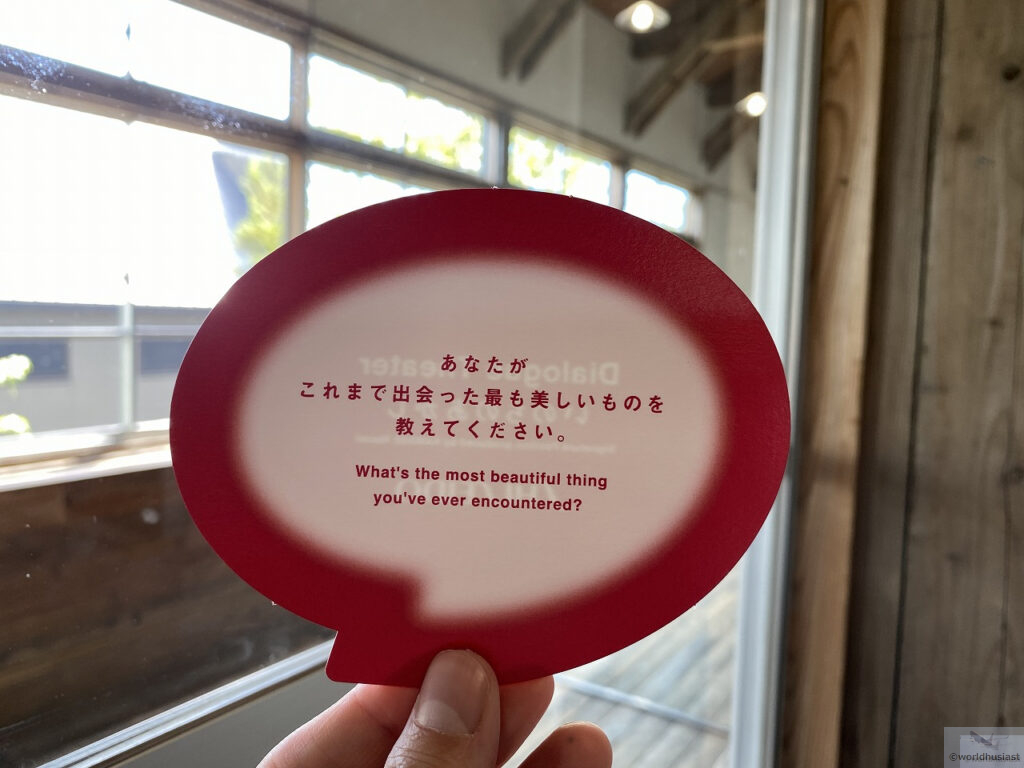 あなたが
これまで出会った最も美しいものを
教えてください。
What's the most beautiful thing
you've ever encountered?
©worldhusiast